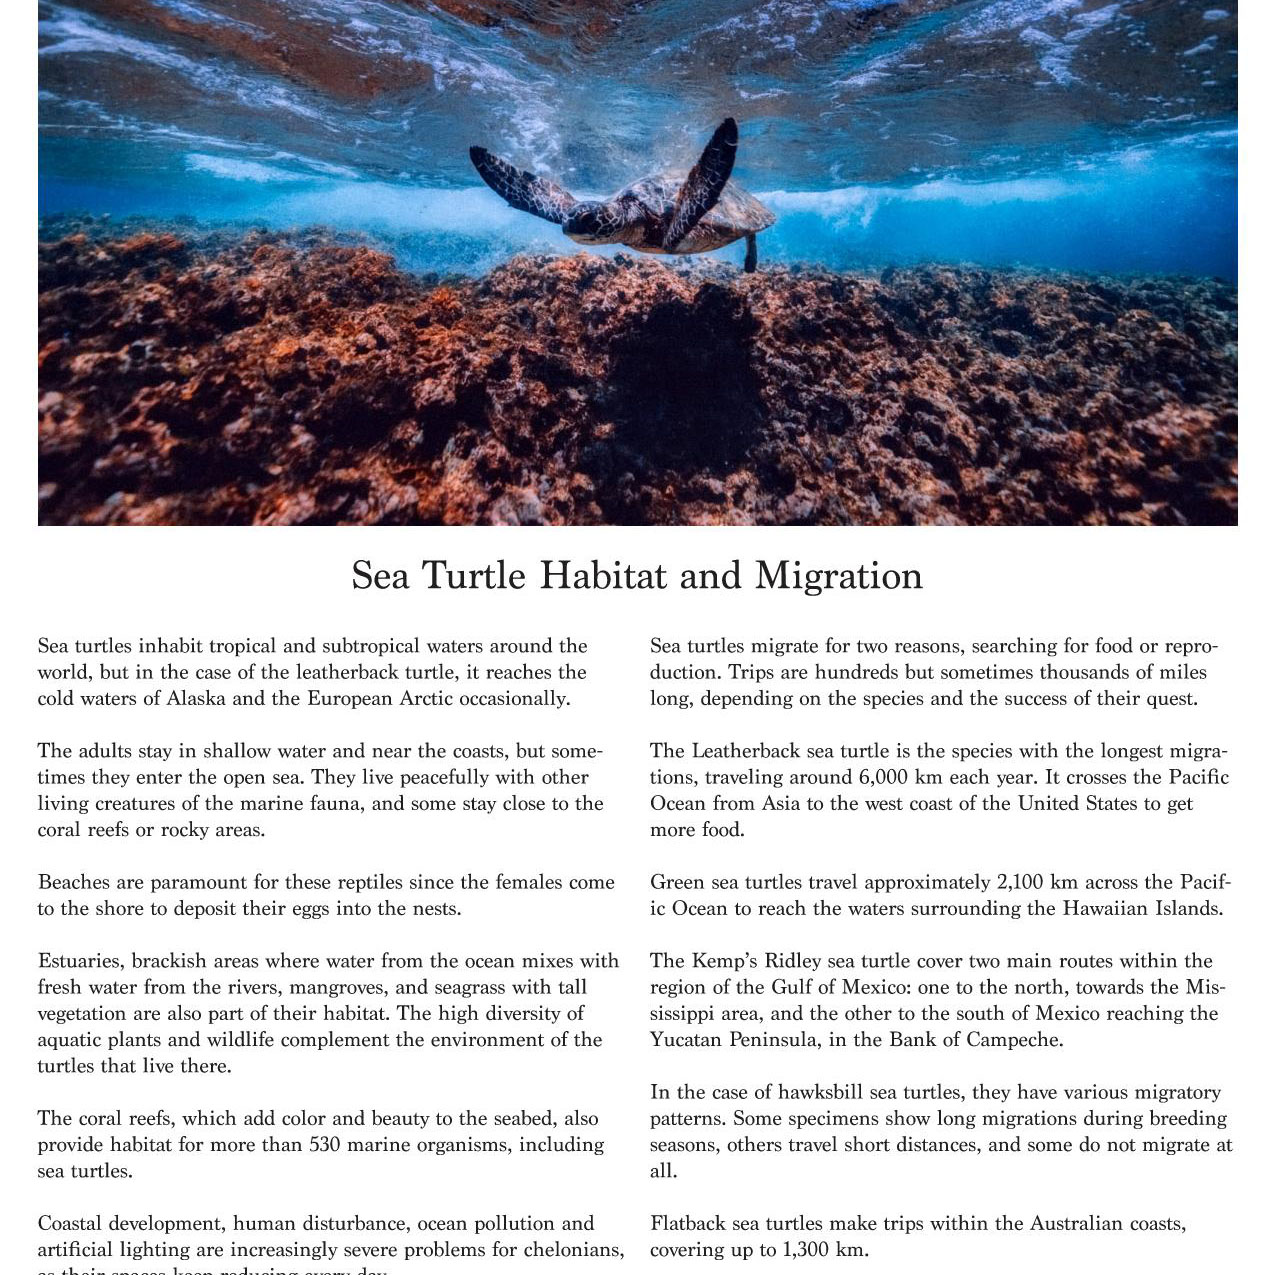 Sea Turtle Habitat and Migration
Sea turtles inhabit tropical and subtropical waters around the
world, but in the case of the leatherback turtle, it reaches the
cold waters of Alaska and the European Arctic occasionally.
The adults stay in shallow water and near the coasts, but some-
times they enter the open sea. They live peacefully with other
living creatures of the marine fauna, and some stay close to the
coral reefs or rocky areas.
Beaches are paramount for these reptiles since the females come
to the shore to deposit their eggs into the nests.
Estuaries, brackish areas where water from the ocean mixes with
fresh water from the rivers, mangroves, and seagrass with tall
vegetation are also part of their habitat. The high diversity of
aquatic plants and wildlife complement the environment of the
turtles that live there.
The coral reefs, which add color and beauty to the seabed, also
provide habitat for more than 530 marine organisms, including
sea turtles.
Coastal development, human disturbance, ocean pollution and
artificial lighting are increasingly severe problems for chelonians,
as their spaces keep reducing every day.
Sea turtles migrate for two reasons, searching for food or repro-
duction. Trips are hundreds but sometimes thousands of miles
long, depending on the species and the success of their quest.
The Leatherback sea turtle is the species with the longest migra-
tions, traveling around 6,000 km each year. It crosses the Pacific
Ocean from Asia to the west coast of the United States to get
more food.
Green sea turtles travel approximately 2,100 km across the Pacif-
ic Ocean to reach the waters surrounding the Hawaiian Islands.
The Kemp’s Ridley sea turtle cover two main routes within the
region of the Gulf of Mexico: one to the north, towards the Mis-
sissippi area, and the other to the south of Mexico reaching the
Yucatan Peninsula, in the Bank of Campeche.
In the case of hawksbill sea turtles, they have various migratory
patterns. Some specimens show long migrations during breeding
seasons, others travel short distances, and some do not migrate at
all.
Flatback sea turtles make trips within the Australian coasts,
covering up to 1,300 km.